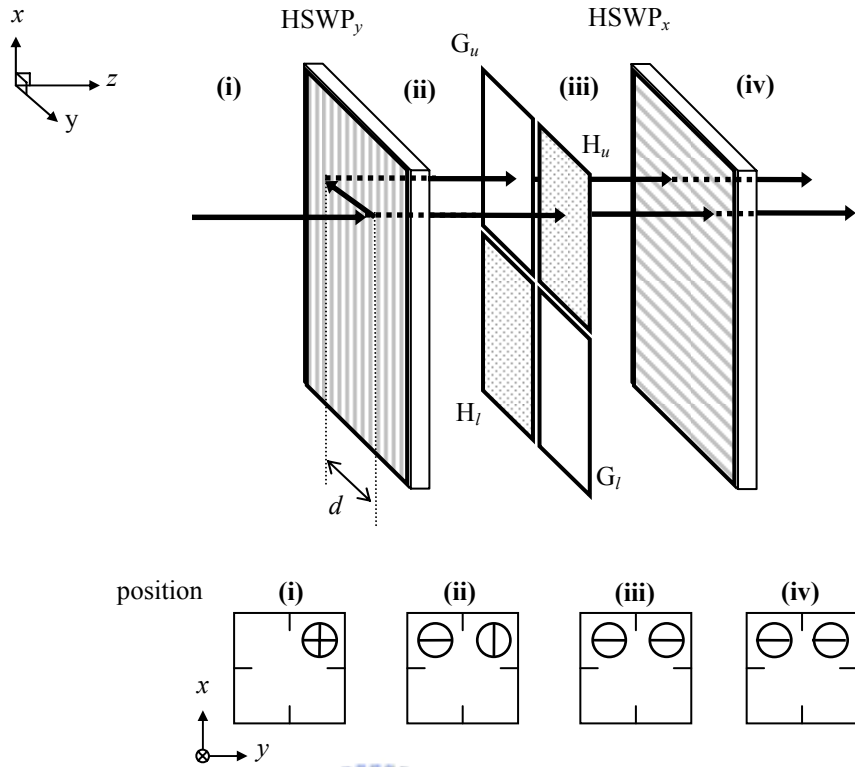 x
HSWPy
HSWPx
Gu
z
(i)
(ii)
(iii)
(iv)
y
Hu
Hl
Gl
d
position
(i)
(ii)
(iii)
(iv)
x
y